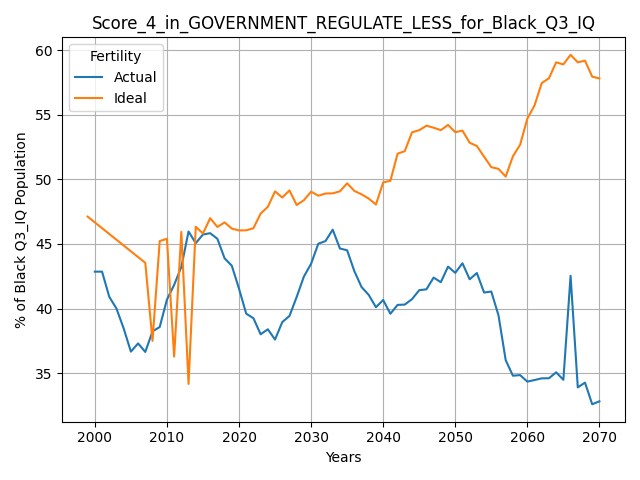 Score_4_in_GOVERNMENT_REGULATE_LESS_for_Black_Q3_IQ
Fertility
Actual
Ideal
% of Black Q3_IQ Population
60
55
50
45
40
35
2000
2010
2020
2030
2040
2050
2060
2070
Years